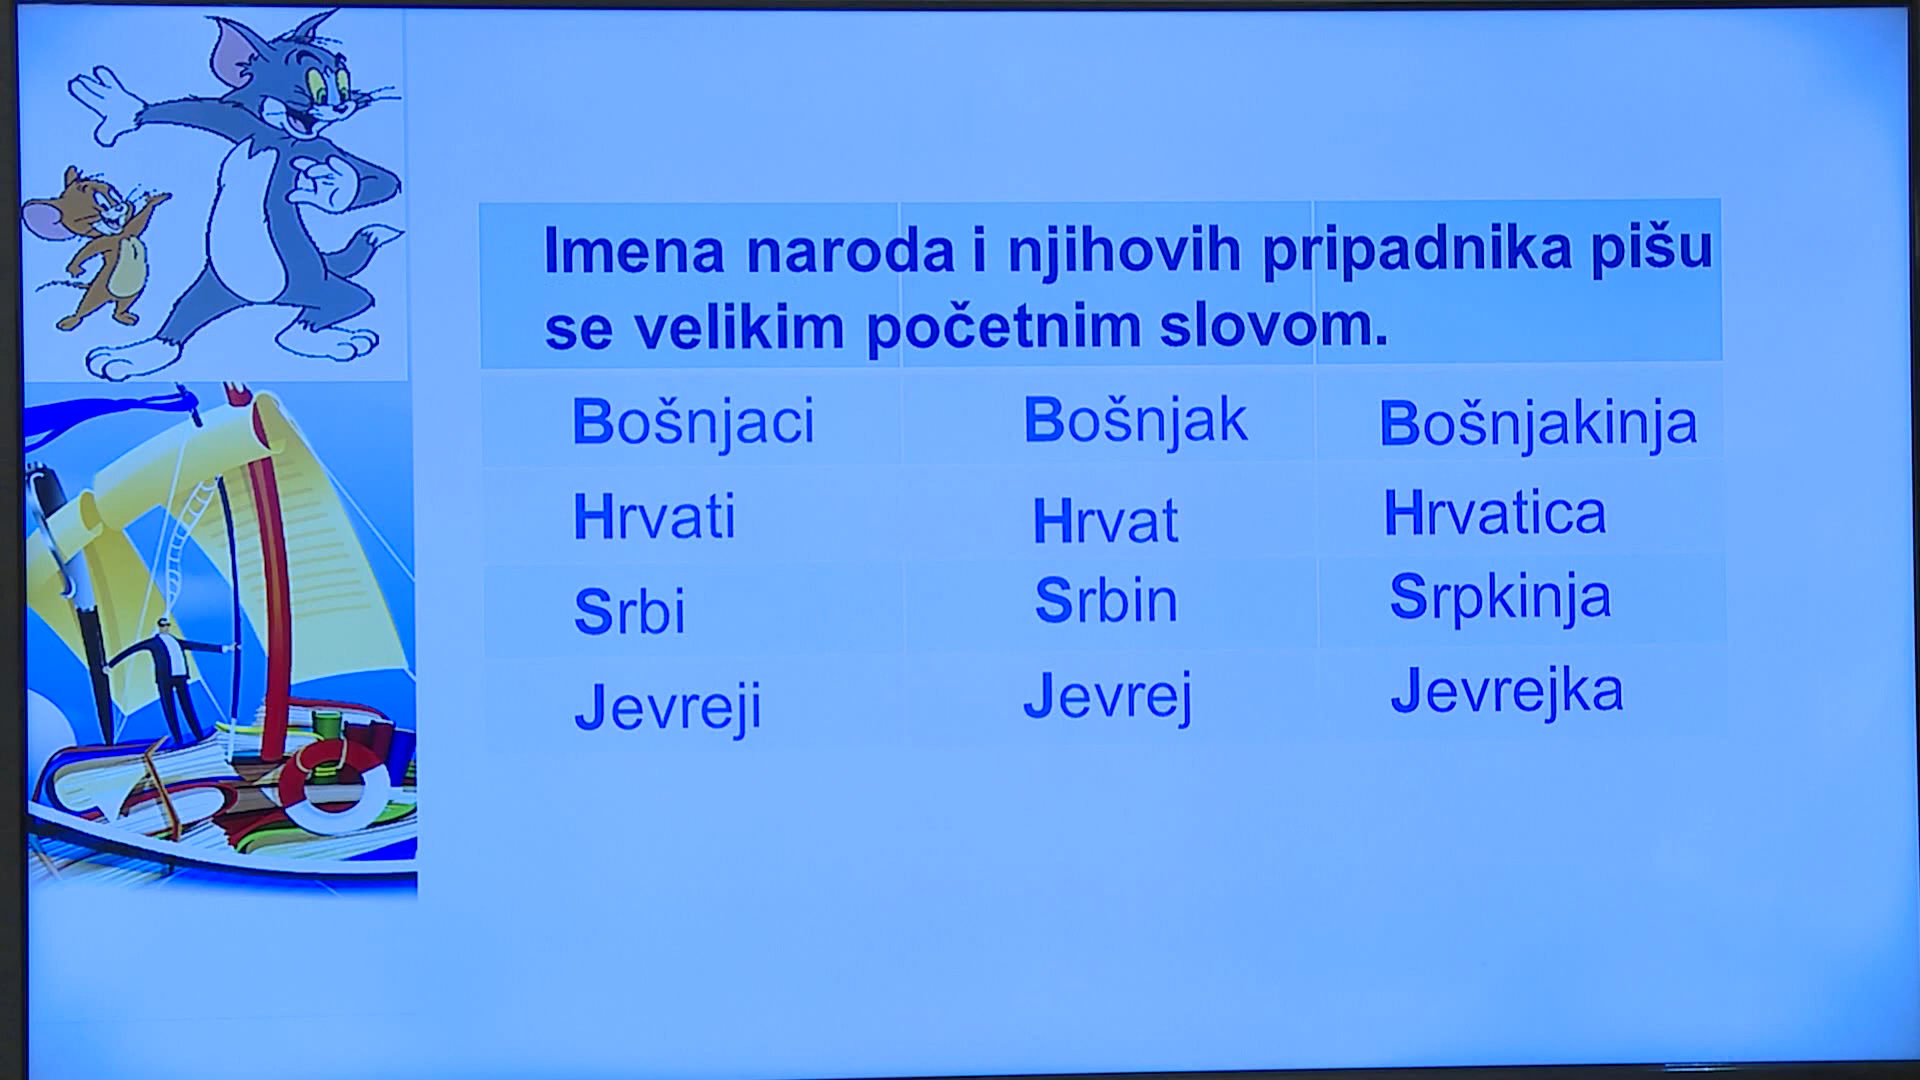 Imena naroda i njihovih pripadnika pišu
se velikim početnim slovom.
Bošnjaci Bošnjak Bošnjakinja
Hrvati Hrvat Hrvatica
Srbi Srbin Srpkinja
Jevreji Jevrej Jevrejka